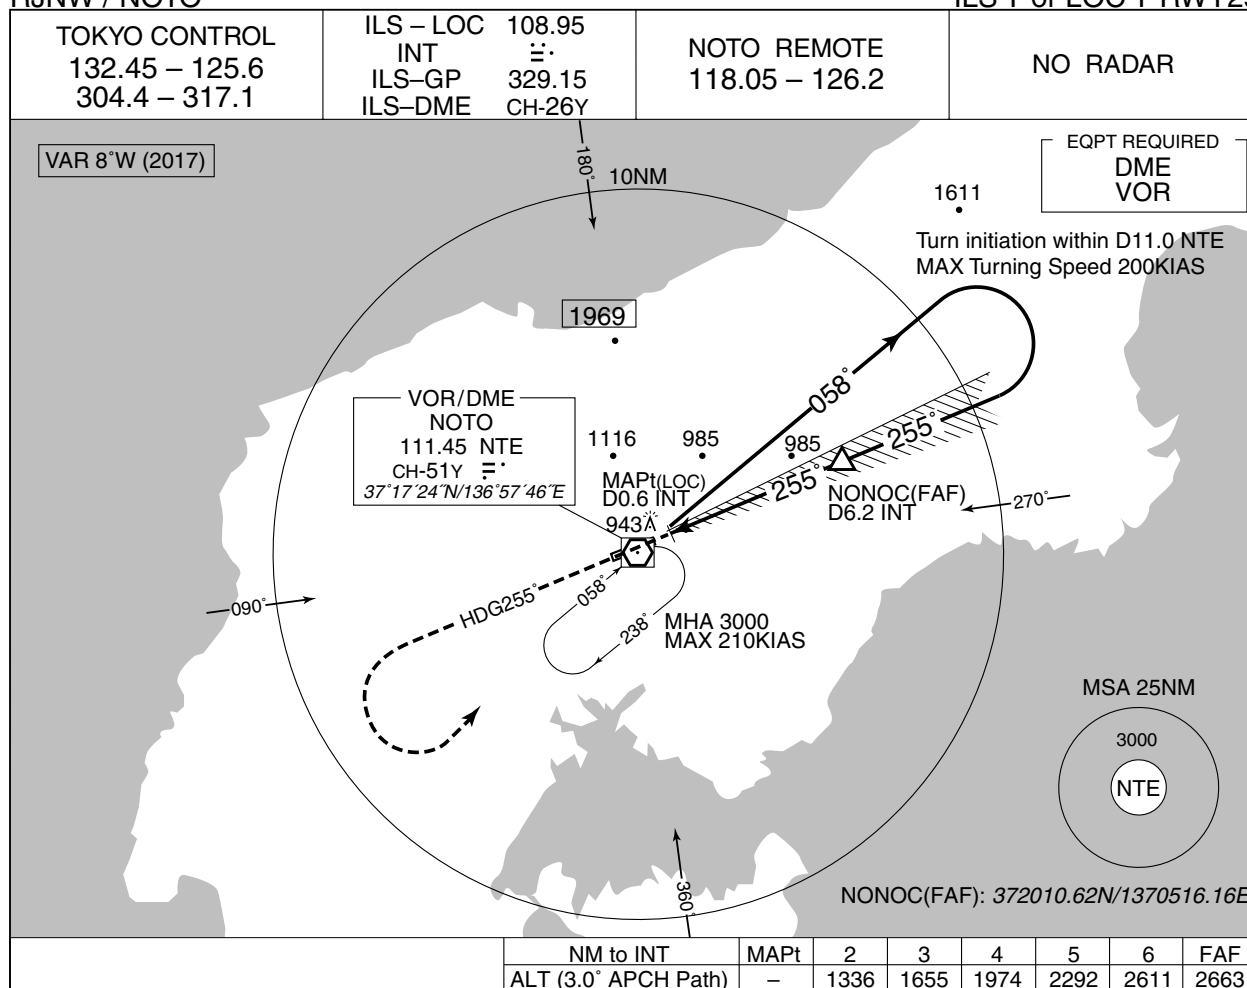 RJNW / NOTO
TOKYO CONTROL
132.45 – 125.6
304.4 – 317.1
ILS – LOC 108.95
INT
ILS–GP 329.15
ILS–DME CH-26Y
NOTO REMOTE
118.05 – 126.2
NO RADAR
VAR 8°W (2017)
180°
10NM
EQPT REQUIRED
DME
VOR
1611
Turn initiation within D11.0 NTE
MAX Turning Speed 200KIAS
1969
058°
VOR/DME
NOTO
111.45 NTE
CH-51Y
37°17´24˝N/136°57´46˝E
1116
985
985
255°
255°
MAPt(LOC)
D0.6 INT
NONOC(FAF)
D6.2 INT
270°
943
090°
HDG255°
058°
238°
MHA 3000
MAX 210KIAS
MSA 25NM
3000
NTE
360°
NONOC(FAF): 372010.62N/1370516.16E
NM to INT MAPt 2 3 4 5 6 FAF
ALT (3.0° APCH Path) – 1336 1655 1974 2292 2611 2663